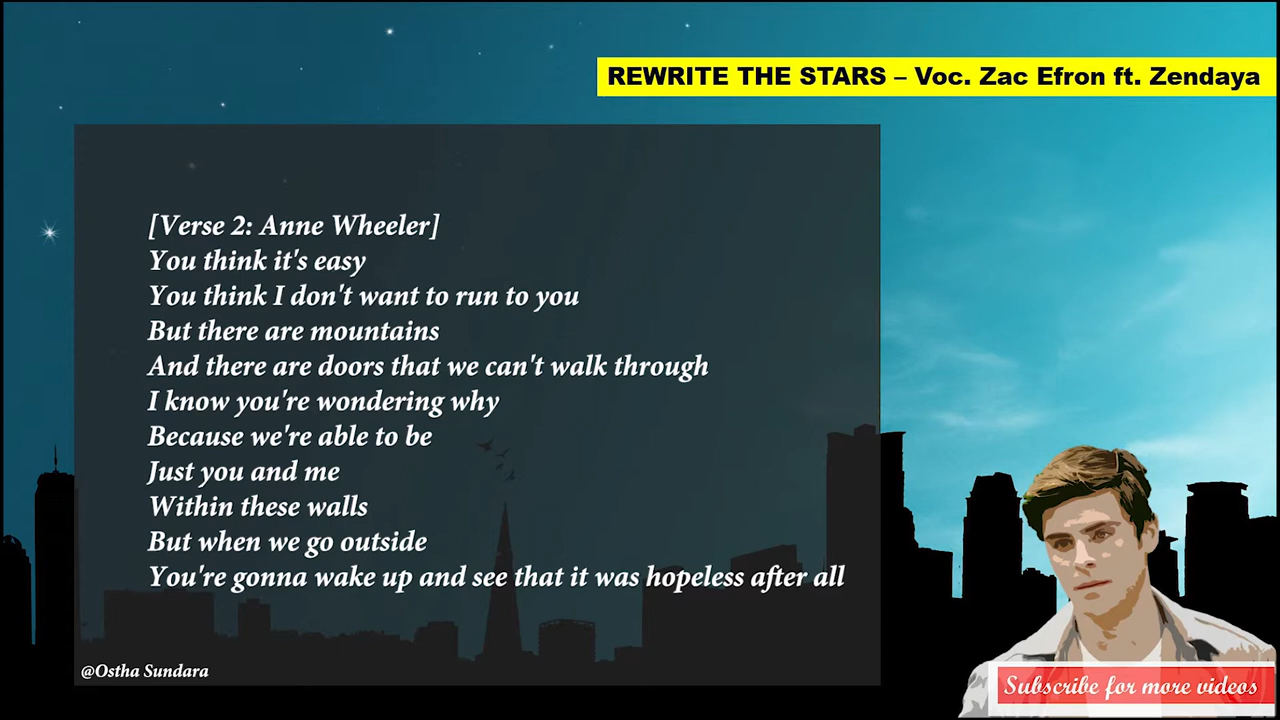 REWRITE THE STARS – Voc. Zac Efron ft. Zendaya
[Verse 2: Anne Wheeler]
You think it's easy
You think I don't want to run to you
But there are mountains
And there are doors that we can't walk through
I know you're wondering why
Because we're able to be
Just you and me
Within these walls
But when we go outside
You're gonna wake up and see that it was hopeless after all
@Ostha Sundara
Subscribe for more videos